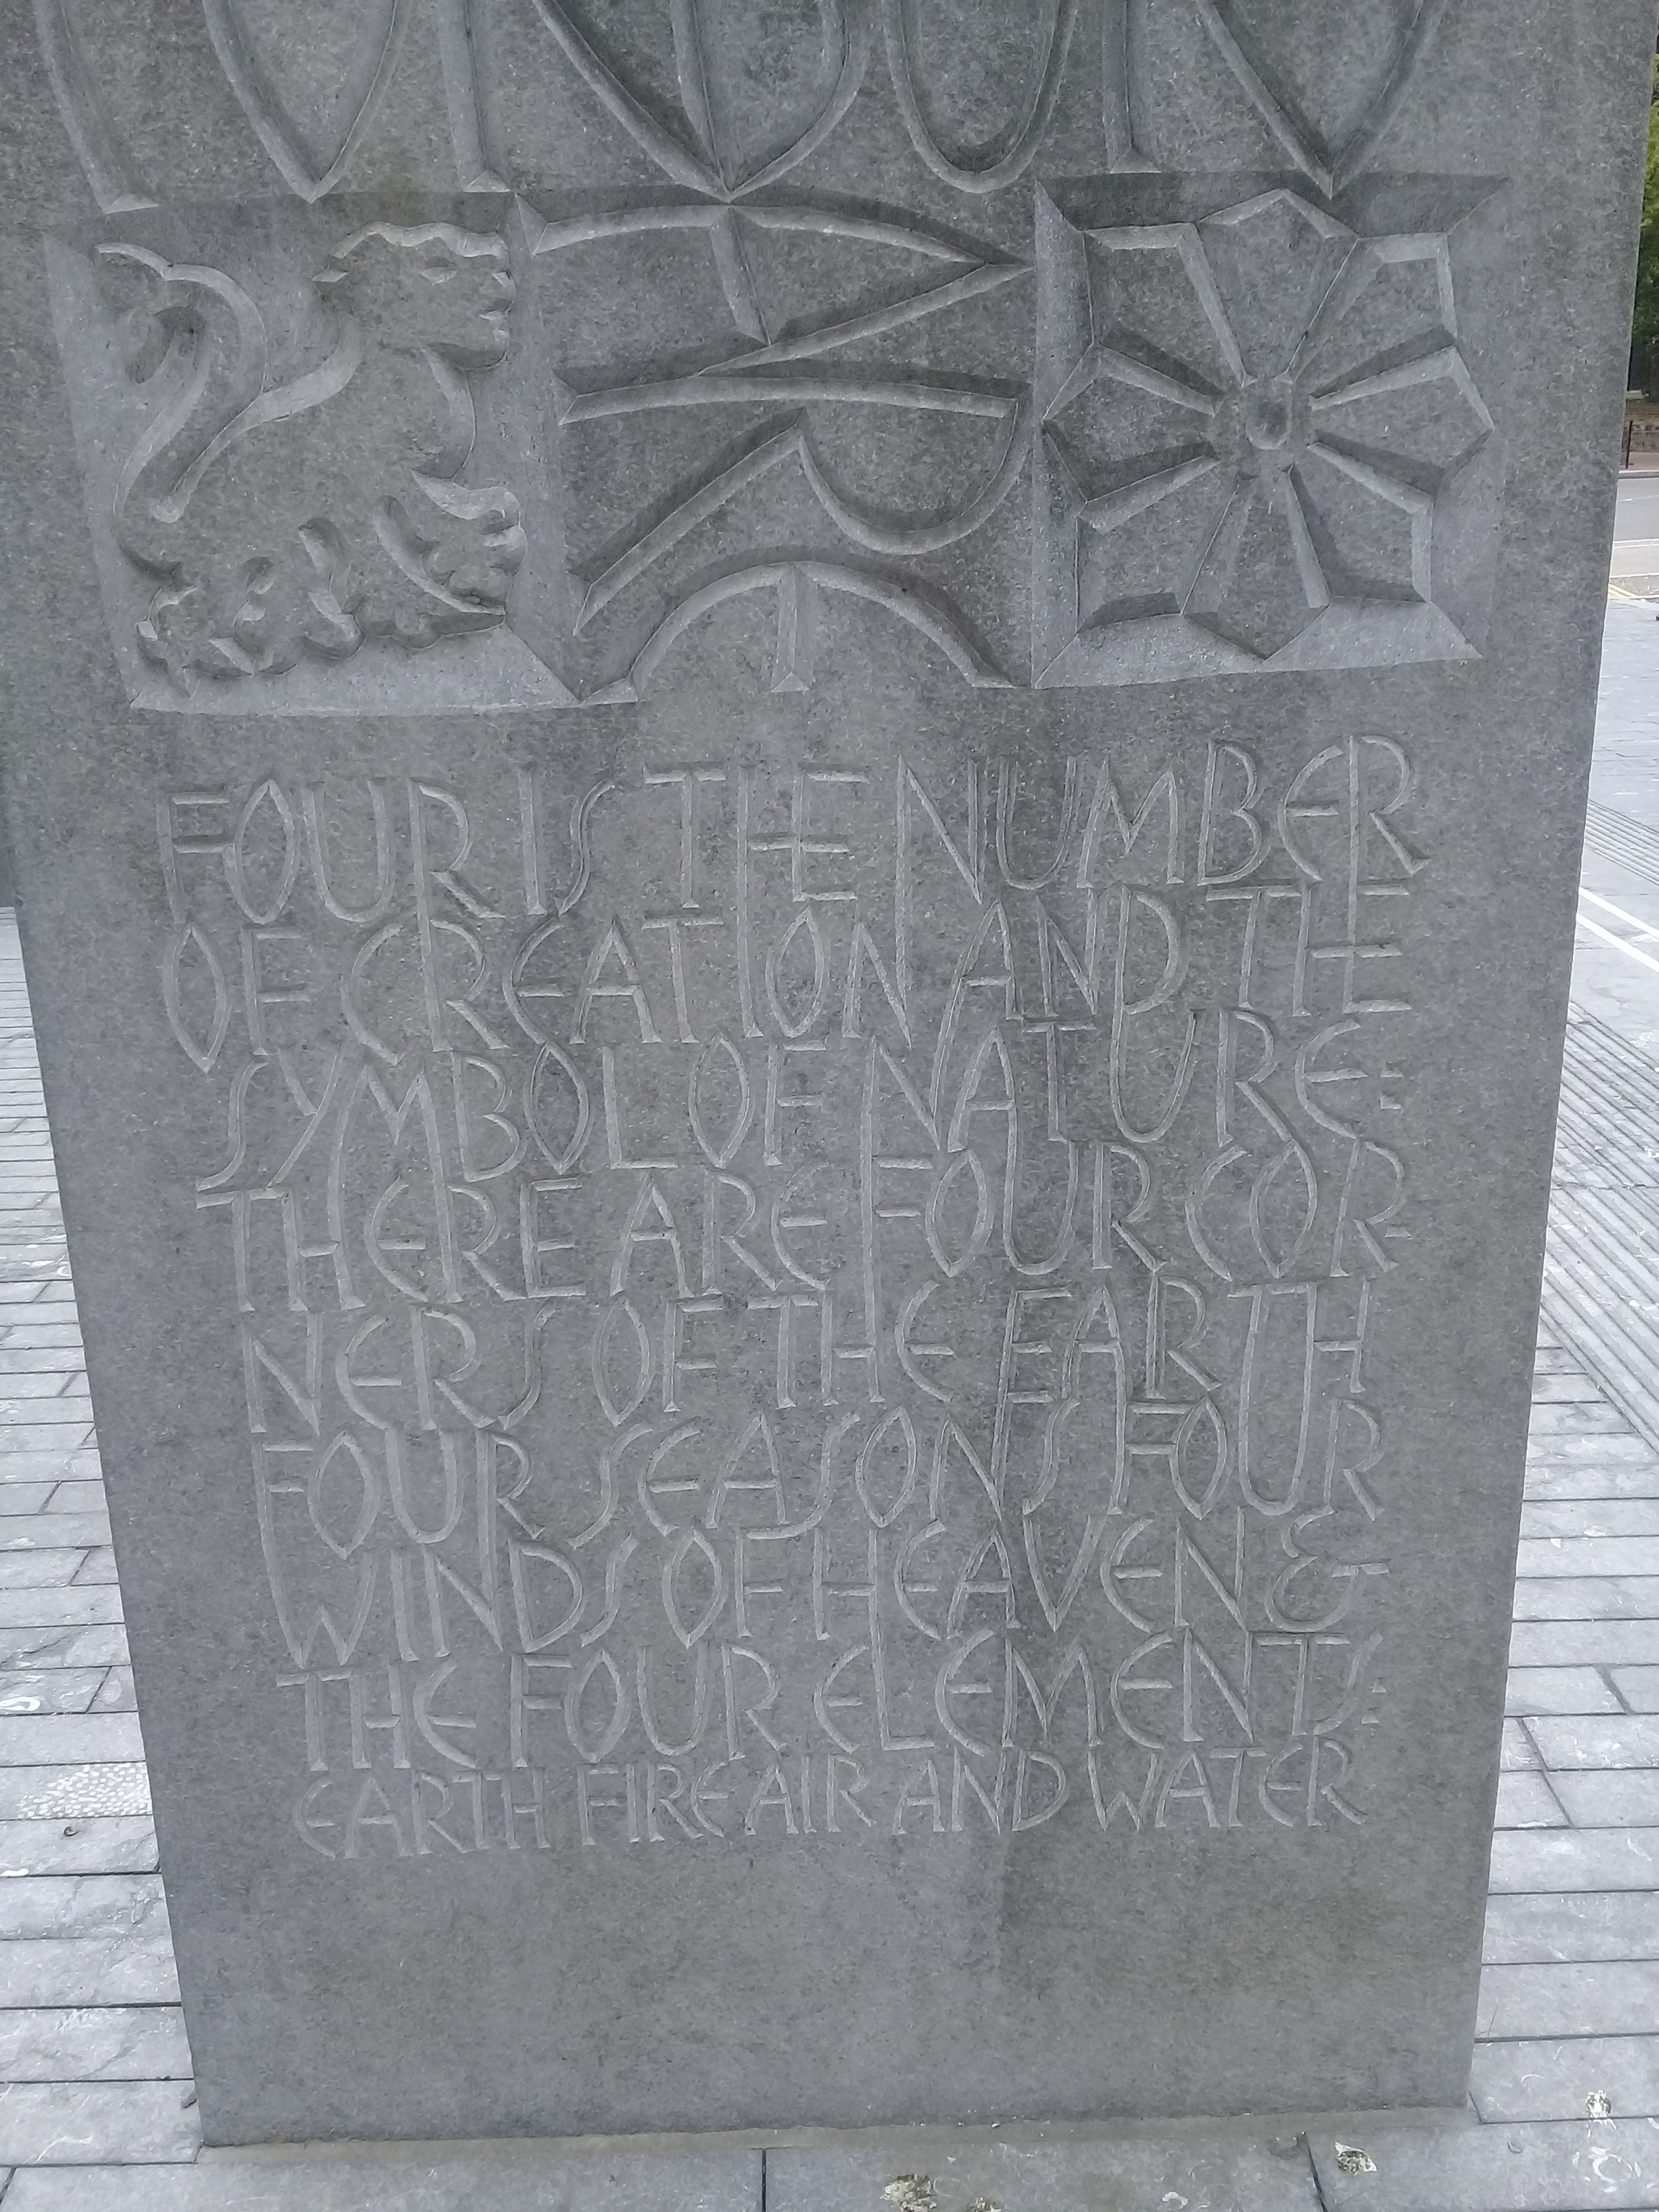 FOUR IS THE NUMBER
OF CREATION AND THE
SYMBOL OF NATURE:
THERE ARE FOUR COR-
NERS OF THE EARTH
FOUR SEASONS FOUR
WINDS OF HEAVEN &
THE FOUR ELEMENTS:
EARTH FIRE AIR AND WATER